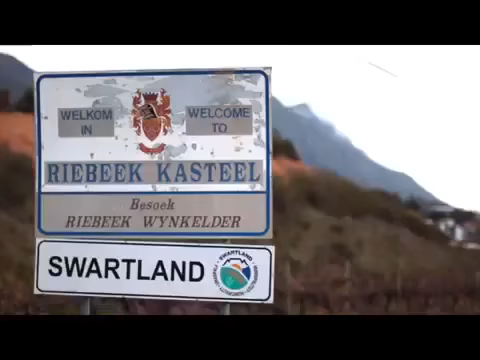 WELKOM
IN
WELCOME
TO
RIEBEEK KASTEEL
Besoek
RIEBEEK WYNKELDER
SWARTLAND
SWARTLAND